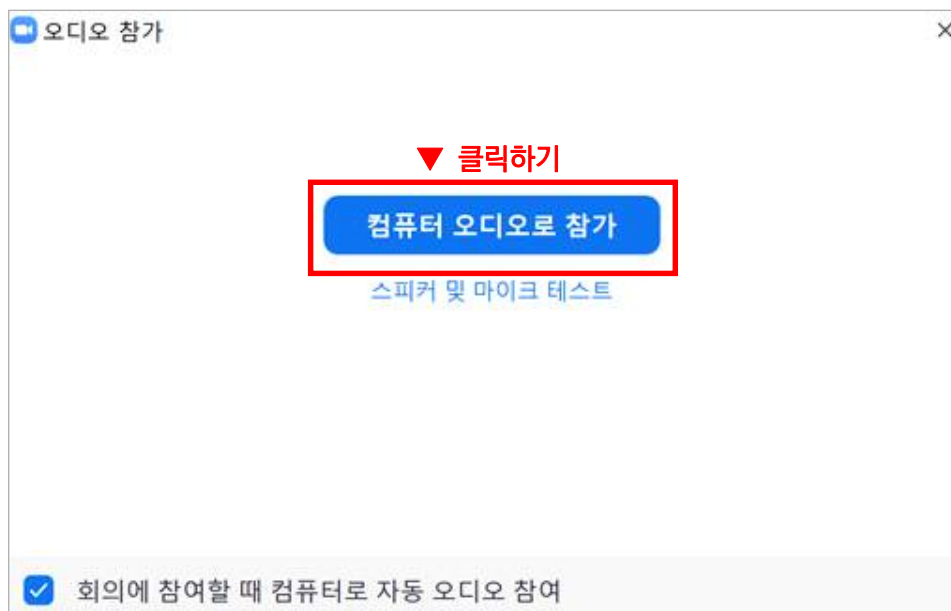 오디오 참가
▼ 클릭하기
컴퓨터 오디오로 참가
스피커 및 마이크 테스트
회의에 참여할 때 컴퓨터로 자동 오디오 참여